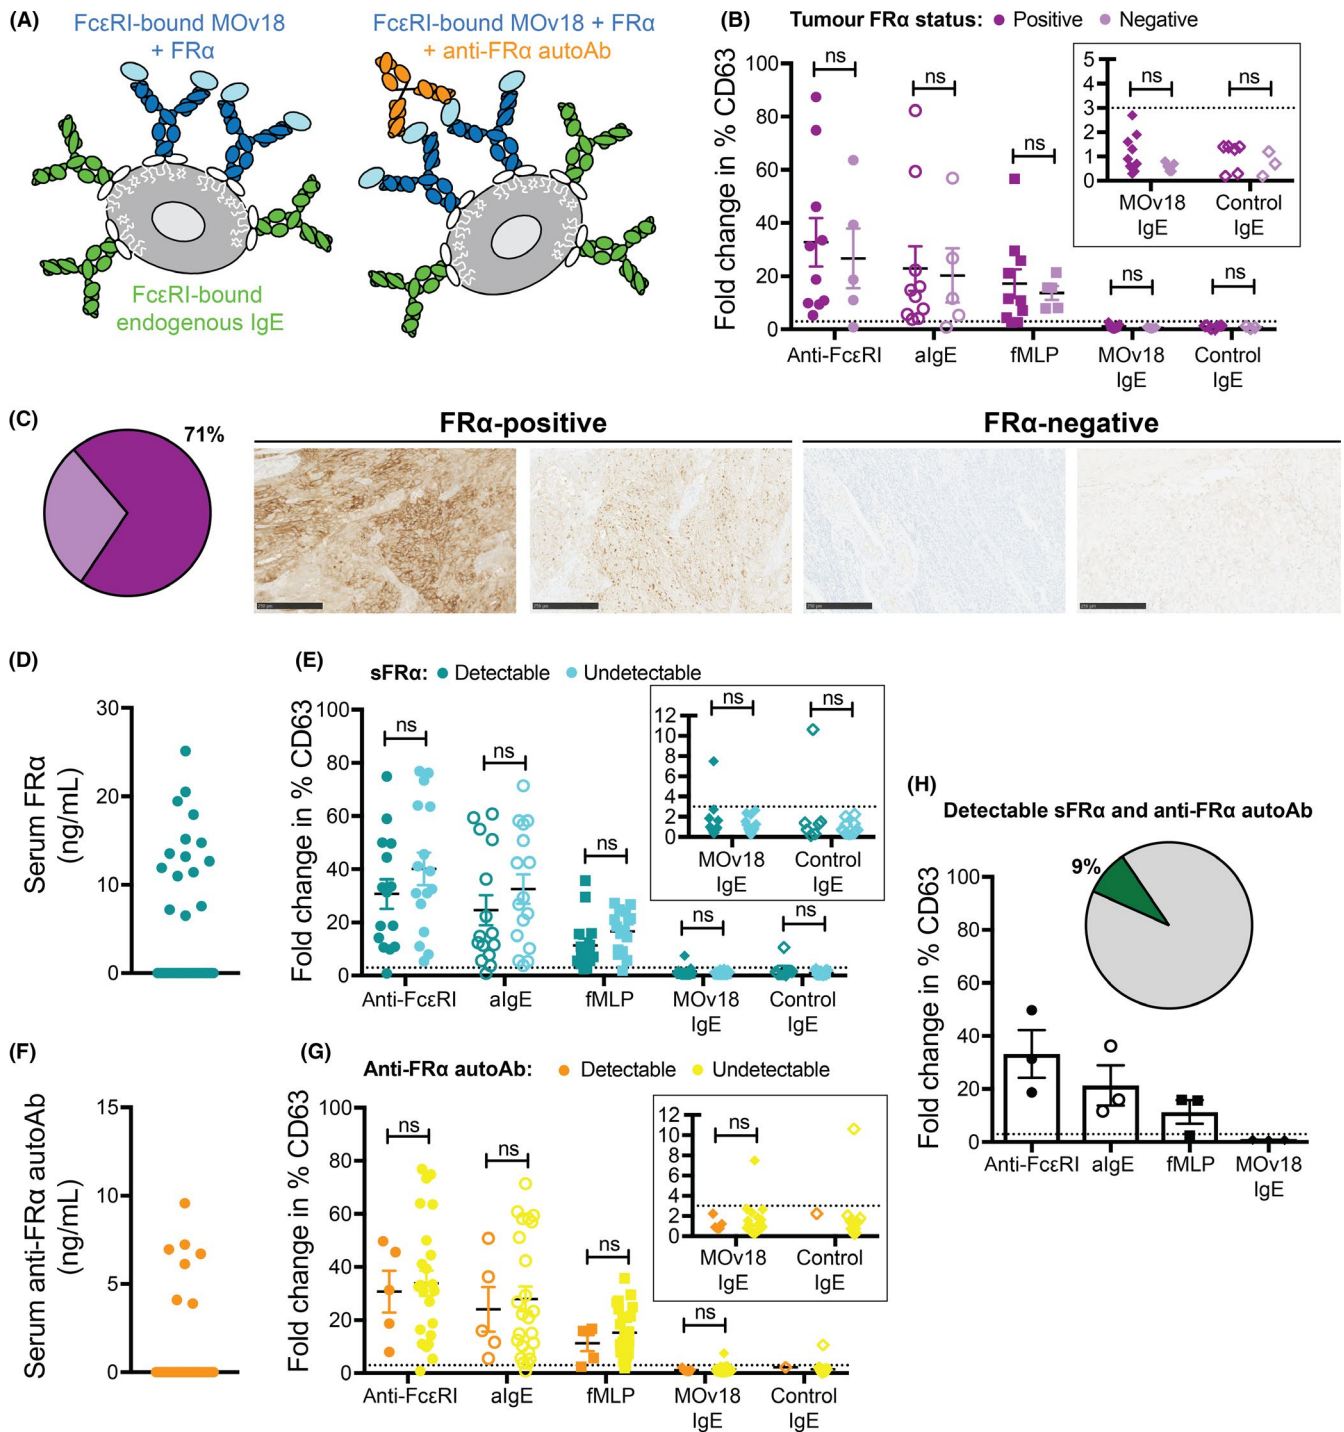 (A)
FcεRI-bound MOv18
+ FRα
FcεRI-bound MOv18 + FRα
+ anti-FRα autoAb
FcεRI-bound
endogenous IgE
(B)
Tumour FRα status: Positive Negative
Fold change in % CD63
100
80
60
40
20
0
ns
ns
ns
ns
ns
Anti-FcεRI
aIgE
fMLP
MOv18
IgE
Control
IgE
5
4
3
2
1
0
ns
ns
MOv18
IgE
Control
IgE
(C)
71%
FRα-positive
FRα-negative
250 µm
250 µm
250 µm
250 µm
(D)
Serum FRα
(ng/mL)
30
20
10
0
(E)
sFRα: Detectable Undetectable
Fold change in % CD63
100
80
60
40
20
0
ns
ns
ns
ns
ns
Anti-FcεRI
aIgE
fMLP
MOv18
IgE
Control
IgE
12
10
8
6
4
2
0
ns
ns
MOv18
IgE
Control
IgE
(F)
Serum anti-FRα autoAb
(ng/mL)
15
10
5
0
(G)
Anti-FRα autoAb: Detectable Undetectable
Fold change in % CD63
100
80
60
40
20
0
ns
ns
ns
ns
Anti-FcεRI
aIgE
fMLP
MOv18
IgE
Control
IgE
12
10
8
6
4
2
0
ns
MOv18
IgE
Control
IgE
(H)
Detectable sFRα and anti-FRα autoAb
9%
Fold change in % CD63
100
80
60
40
20
0
Anti-FcεRI
aIgE
fMLP
MOv18
IgE